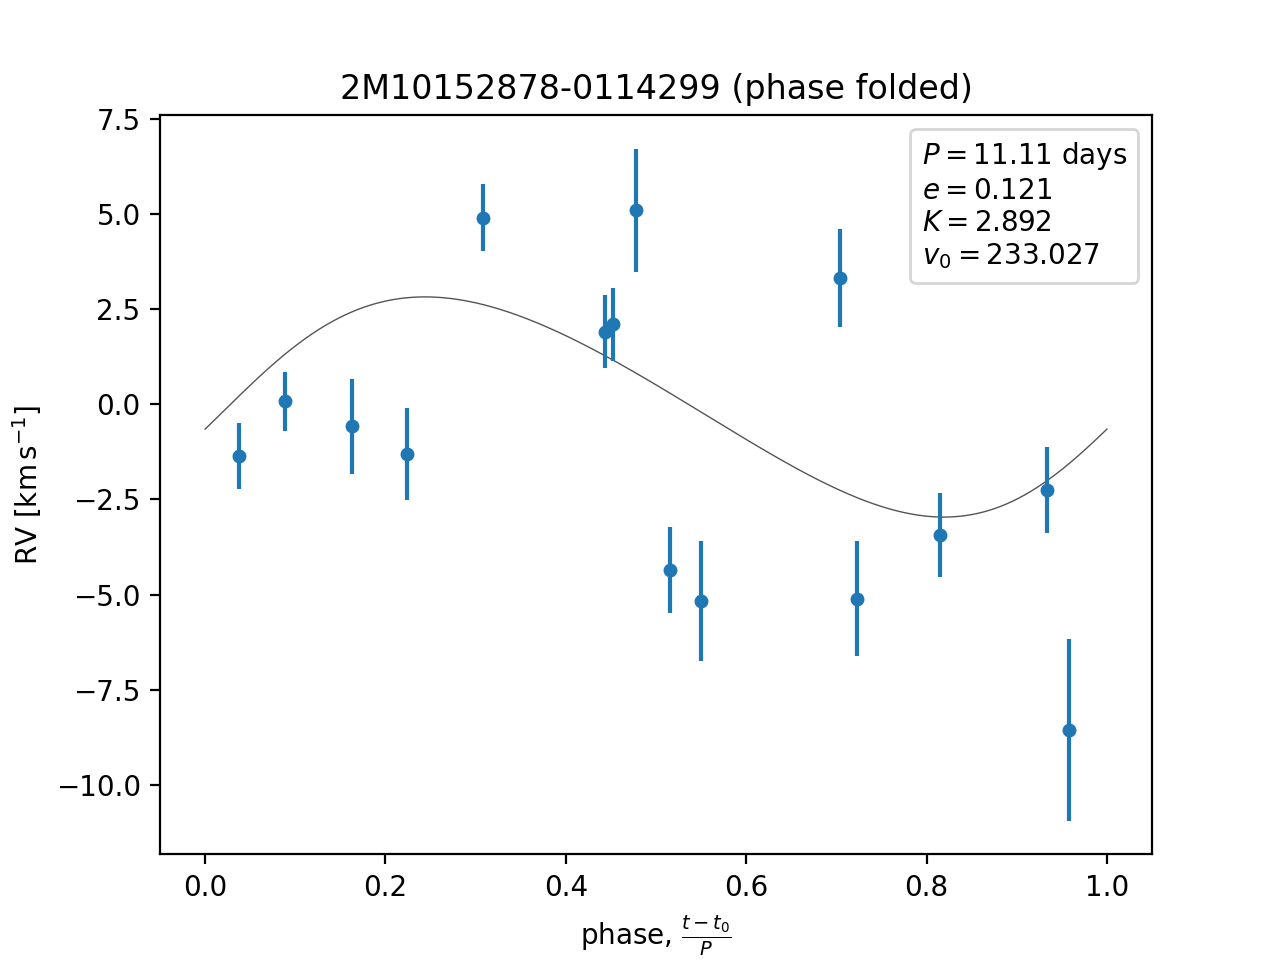 2M10152878-0114299 (phase folded)
P = 11.11 days
e = 0.121
K = 2.892
v₀ = 233.027
RV [km s⁻¹]
7.5
5.0
2.5
0.0
−2.5
−5.0
−7.5
−10.0
0.0 0.2 0.4 0.6 0.8 1.0
phase, (t − t₀)/P